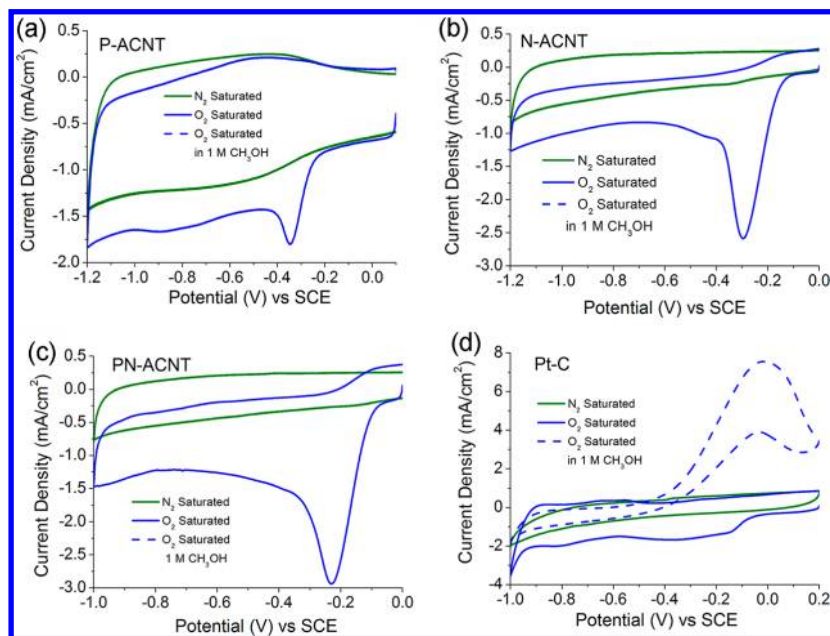 (a)
P-ACNT
N2 Saturated
O2 Saturated
O2 Saturated
in 1 M CH3OH
Current Density (mA/cm2)
0.5
0.0
-0.5
-1.0
-1.5
-2.0
-1.2 -1.0 -0.8 -0.6 -0.4 -0.2 0.0
Potential (V) vs SCE
(b)
N-ACNT
N2 Saturated
O2 Saturated
O2 Saturated
in 1 M CH3OH
Current Density (mA/cm2)
0.5
0.0
-0.5
-1.0
-1.5
-2.0
-2.5
-3.0
-1.2 -1.0 -0.8 -0.6 -0.4 -0.2 0.0
Potential (V) vs SCE
(c)
PN-ACNT
N2 Saturated
O2 Saturated
O2 Saturated
1 M CH3OH
Current Density (mA/cm2)
0.5
0.0
-0.5
-1.0
-1.5
-2.0
-2.5
-3.0
-1.0 -0.8 -0.6 -0.4 -0.2 0.0
Potential (V) vs SCE
(d)
Pt-C
N2 Saturated
O2 Saturated
O2 Saturated
in 1 M CH3OH
Current Density (mA/cm2)
8
6
4
2
0
-2
-4
-1.0 -0.8 -0.6 -0.4 -0.2 0.0 0.2
Potential (V) vs SCE